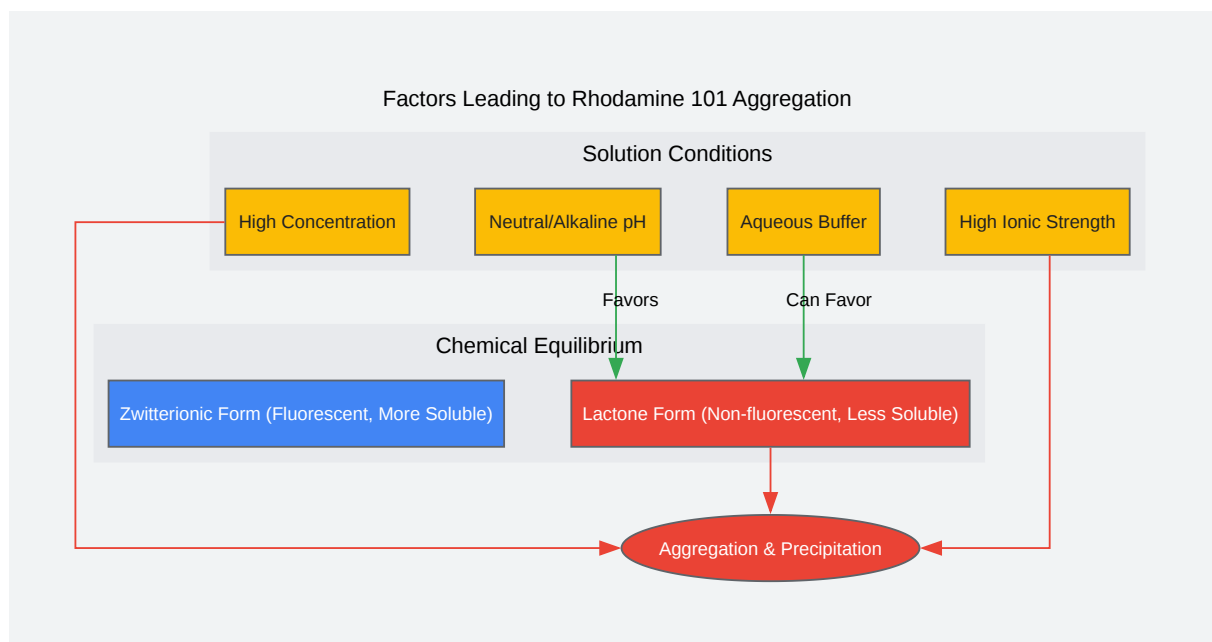 Factors Leading to Rhodamine 101 Aggregation
Solution Conditions
High Concentration
Neutral/Alkaline pH
Aqueous Buffer
High Ionic Strength
Favors
Can Favor
Chemical Equilibrium
Zwitterionic Form (Fluorescent, More Soluble)
Lactone Form (Non-fluorescent, Less Soluble)
Aggregation & Precipitation